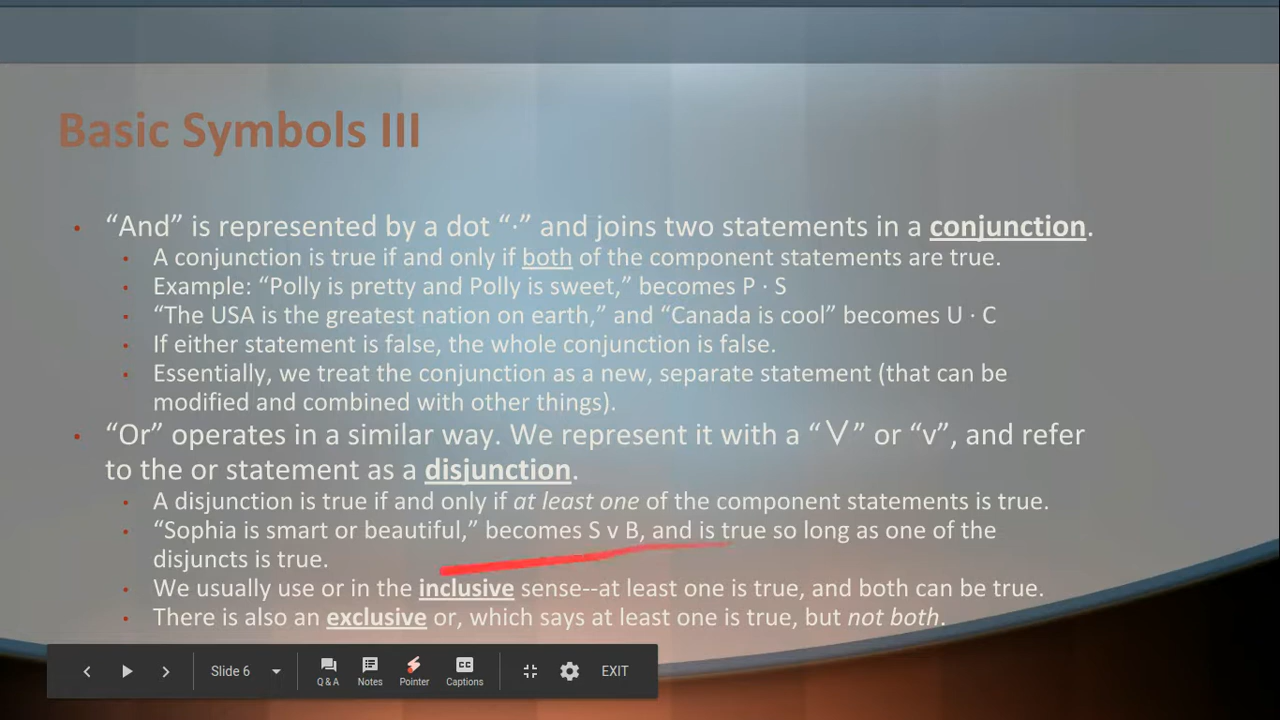 Basic Symbols III
• “And” is represented by a dot “·” and joins two statements in a conjunction.
• A conjunction is true if and only if both of the component statements are true.
• Example: “Polly is pretty and Polly is sweet,” becomes P · S
• “The USA is the greatest nation on earth,” and “Canada is cool” becomes U · C
• If either statement is false, the whole conjunction is false.
• Essentially, we treat the conjunction as a new, separate statement (that can be
modified and combined with other things).
• “Or” operates in a similar way. We represent it with a “∨” or “v”, and refer
to the or statement as a disjunction.
• A disjunction is true if and only if at least one of the component statements is true.
• “Sophia is smart or beautiful,” becomes S v B, and is true so long as one of the
disjuncts is true.
• We usually use or in the inclusive sense--at least one is true, and both can be true.
• There is also an exclusive or, which says at least one is true, but not both.
Slide 6
Q & A Notes Pointer Captions
CC
EXIT